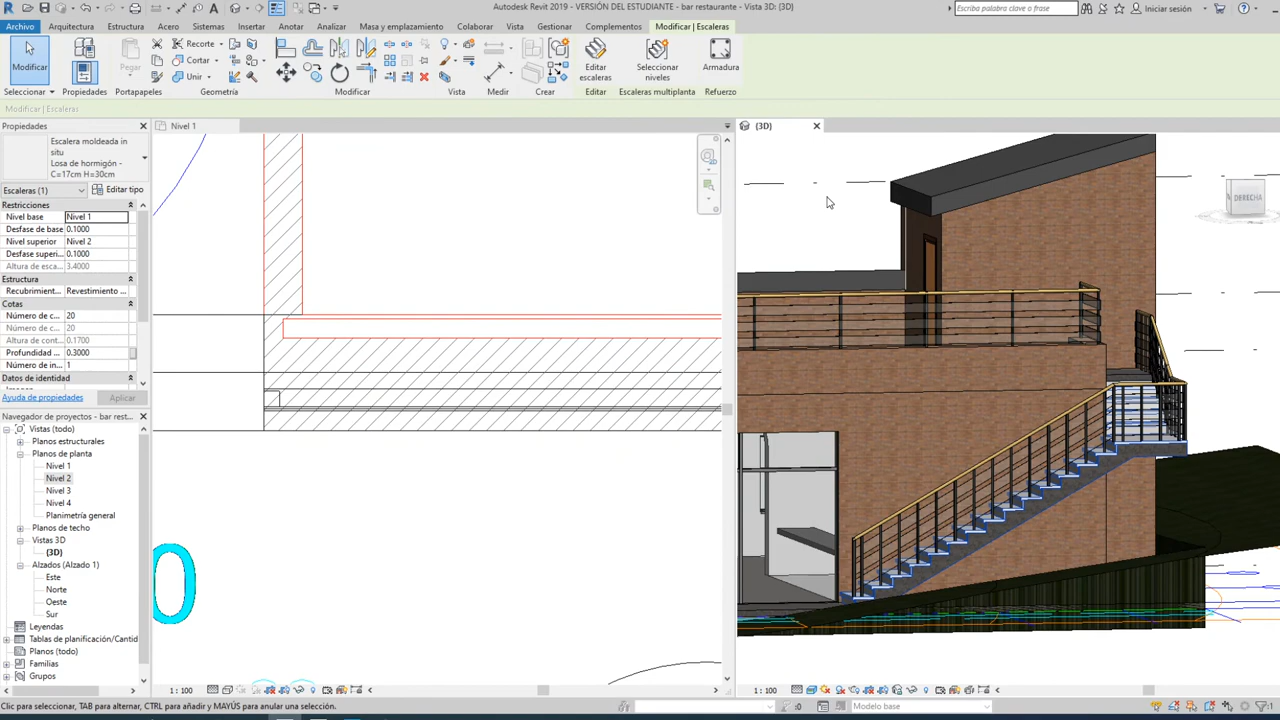 Autodesk Revit 2019 - VERSIÓN DEL ESTUDIANTE - bar restaurante - Vista 3D: {3D}
Escriba palabra clave o frase
Iniciar sesión
Archivo Arquitectura Estructura Acero Sistemas Insertar Anotar Analizar Masa y emplazamiento Colaborar Vista Gestionar Complementos Modificar | Escaleras
Modificar
Propiedades
Pegar
Recorte
Cortar
Unir
Editar escaleras
Seleccionar niveles
Armadura
Seleccionar Propiedades Portapapeles Geometría Modificar Vista Medir Crear Editar Escaleras multiplanta Refuerzo
Modificar | Escaleras
Propiedades
Nivel 1
{3D}
Escalera moldeada in
situ
Losa de hormigón -
C=17cm H=30cm
Escaleras (1) Editar tipo
Restricciones
Nivel base Nivel 1
Desfase de base 0.1000
Nivel superior Nivel 2
Desfase superi... 0.1000
Altura de esca... 3.4000
Estructura
Recubrimient... Revestimiento ...
Cotas
Número de c... 20
Número de c... 20
Altura de cont... 0.1700
Profundidad ... 0.3000
Número de in... 1
Datos de identidad
Ayuda de propiedades Aplicar
Navegador de proyectos - bar rest...
Vistas (todo)
Planos estructurales
Nivel 1
Planos de planta
Nivel 1
Nivel 2
Nivel 3
Nivel 4
Planimetría general
Planos de techo
Vistas 3D
{3D}
Alzados (Alzado 1)
Este
Norte
Oeste
Sur
Leyendas
Tablas de planificación/Cantid
Planos (todo)
Familias
Grupos
DERECHA
1 : 100
1 : 100
Clic para seleccionar, TAB para alternar, CTRL para añadir y MAYÚS para anular una selección.
:0
Modelo base
:1